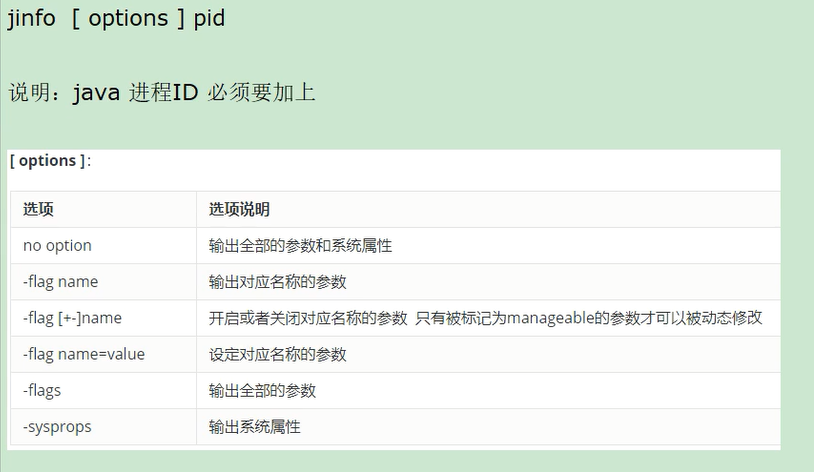 jinfo [ options ] pid
说明：java 进程ID 必须要加上
[ options ]:
选项 选项说明
no option 输出全部的参数和系统属性
-flag name 输出对应名称的参数
-flag [+-]name 开启或者关闭对应名称的参数 只有被标记为manageable的参数才可以被动态修改
-flag name=value 设定对应名称的参数
-flags 输出全部的参数
-sysprops 输出系统属性